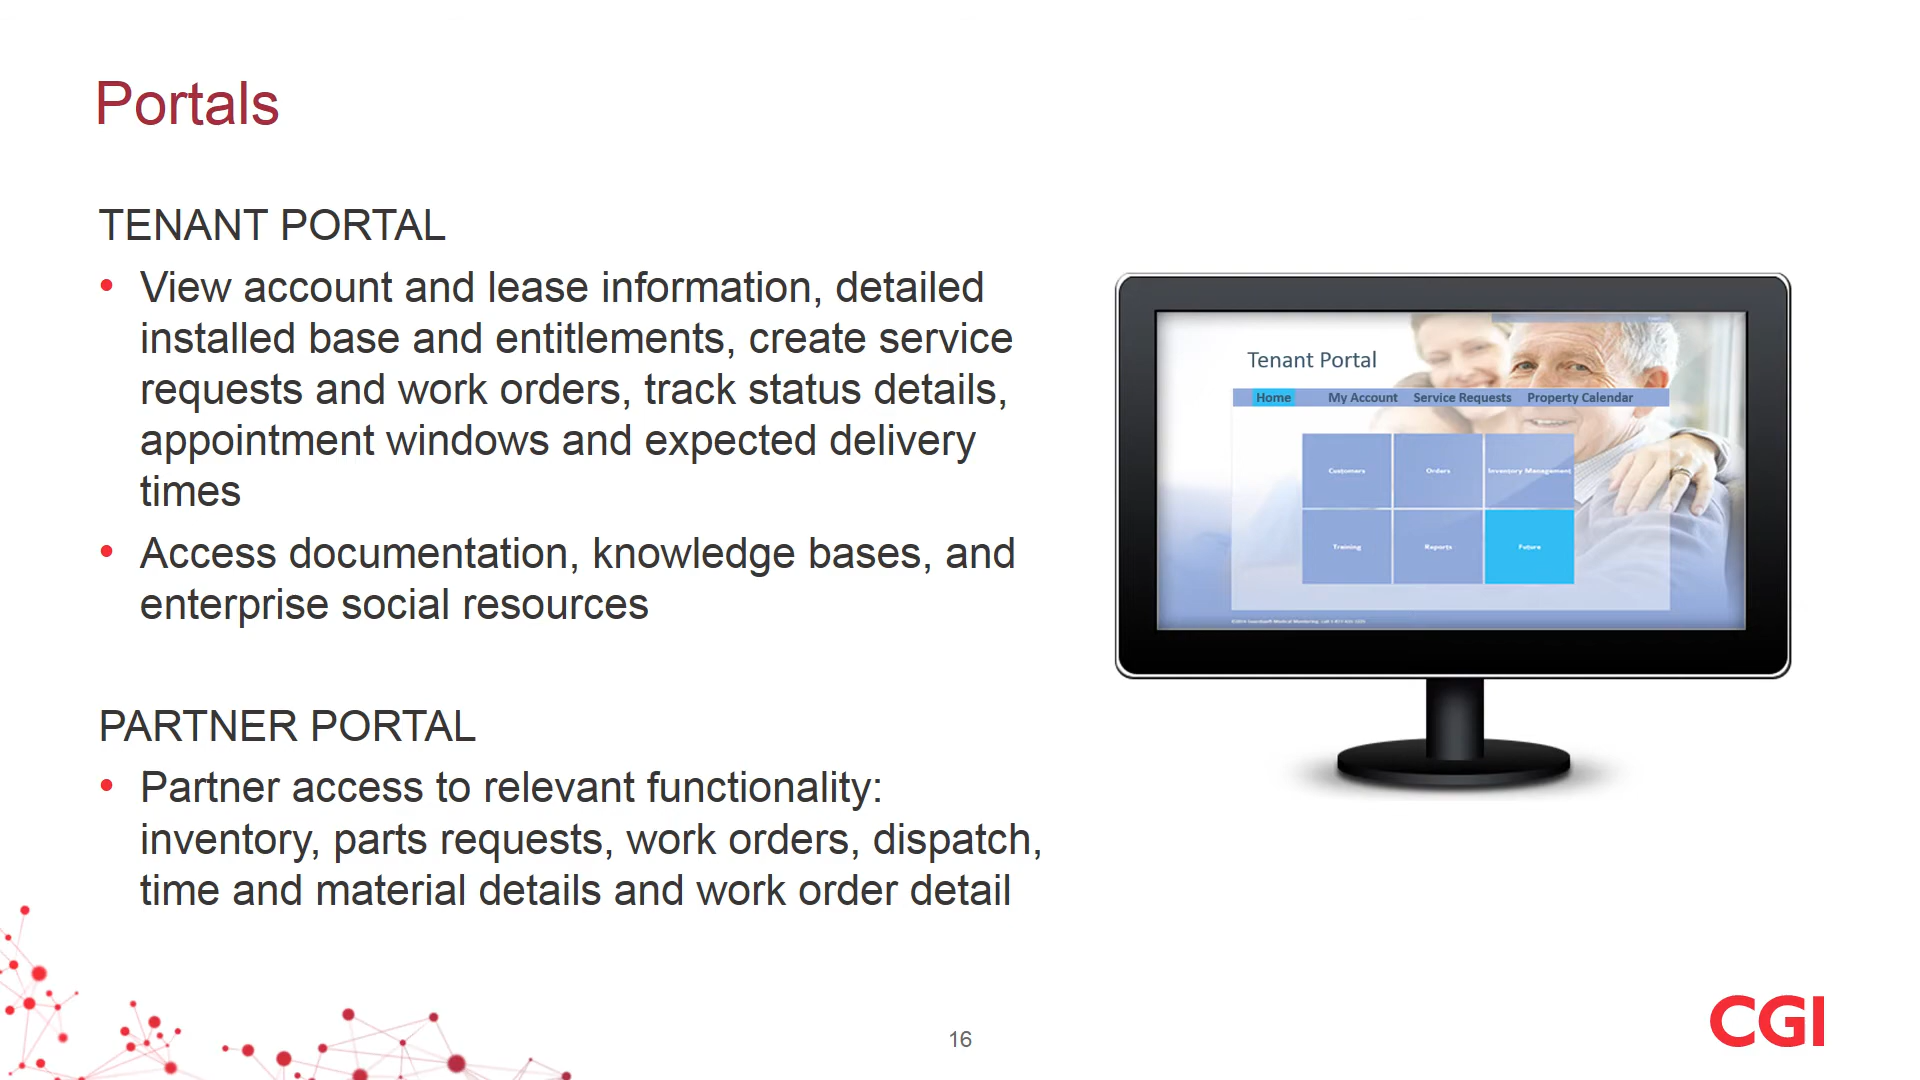 Portals
TENANT PORTAL
• View account and lease information, detailed
installed base and entitlements, create service
requests and work orders, track status details,
appointment windows and expected delivery
times
• Access documentation, knowledge bases, and
enterprise social resources
PARTNER PORTAL
• Partner access to relevant functionality:
inventory, parts requests, work orders, dispatch,
time and material details and work order detail
Tenant Portal
Home My Account Service Requests Property Calendar
Customers Orders Inventory Management
Training Reports Future
16
CGI